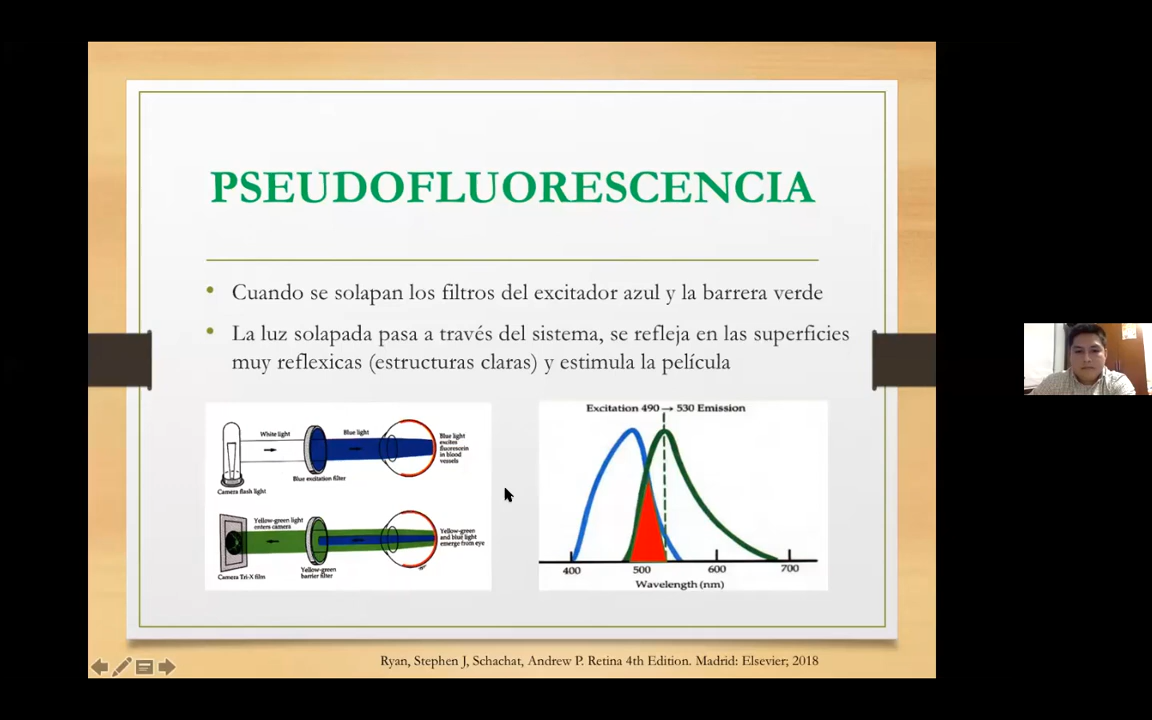 PSEUDOFLUORESCENCIA
• Cuando se solapan los filtros del excitador azul y la barrera verde
• La luz solapada pasa a través del sistema, se refleja en las superficies
muy reflexicas (estructuras claras) y estimula la película
White light
Blue light
Blue light
excites
fluorescein
in blood
vessels
Blue excitation filter
Camera flash light
Yellow-green light
enters camera
Yellow-green
and blue light
emerge from eye
Yellow-green
barrier filter
Camera Tri-X film
Excitation 490 → 530 Emission
400 500 600 700
Wavelength (nm)
Ryan, Stephen J, Schachat, Andrew P. Retina 4th Edition. Madrid: Elsevier; 2018